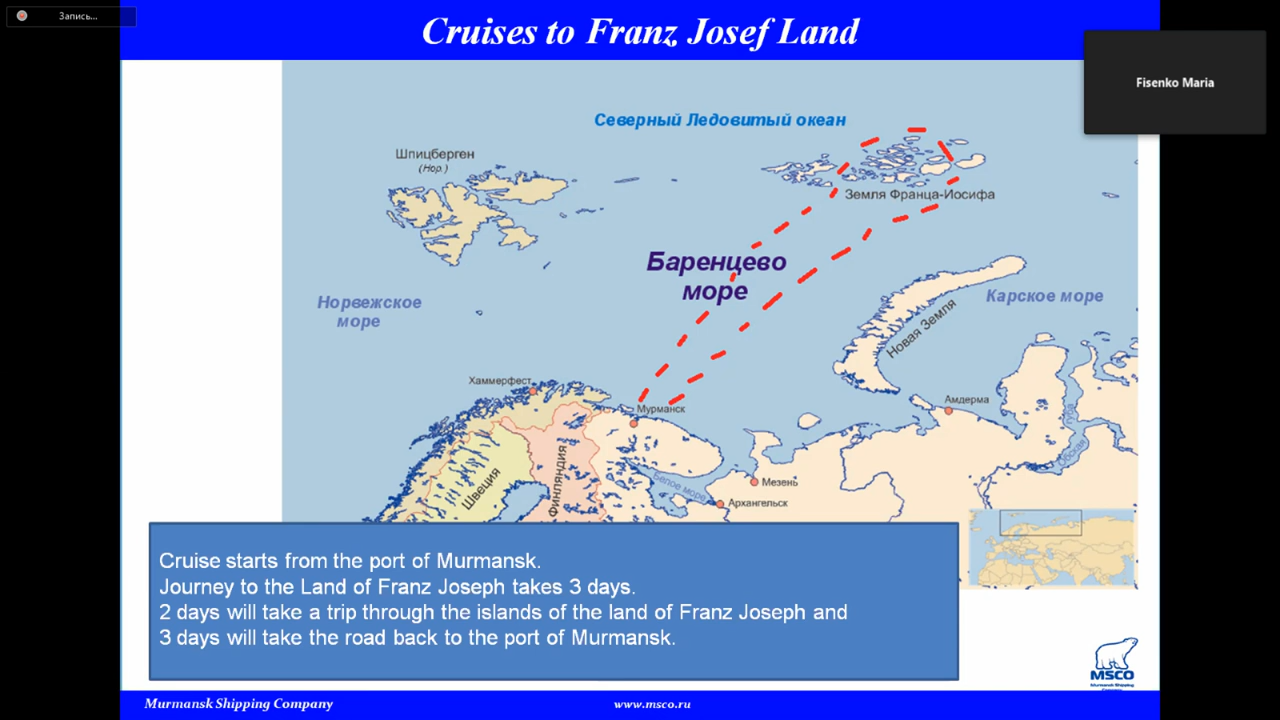 Запись...
Cruises to Franz Josef Land
Fisenko Maria
Северный Ледовитый океан
Шпицберген
(Нор.)
Земля Франца-Иосифа
Баренцево
море
Норвежское
море
Карское море
Новая Земля
Хаммерфест
Мурманск
Амдерма
Швеция
Финляндия
Белое море
Мезень
Архангельск
Обская
Cruise starts from the port of Murmansk.
Journey to the Land of Franz Joseph takes 3 days.
2 days will take a trip through the islands of the land of Franz Joseph and
3 days will take the road back to the port of Murmansk.
MSCO
Murmansk Shipping
Company
Murmansk Shipping Company
www.msco.ru